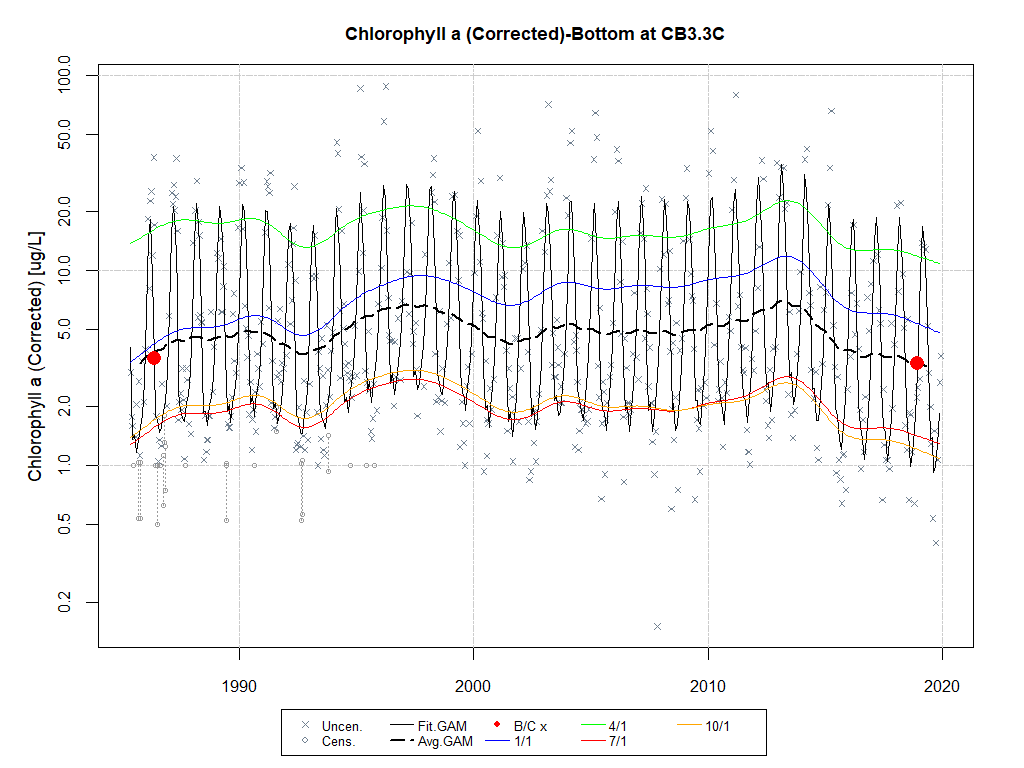 Chlorophyll a (Corrected)-Bottom at CB3.3C
Chlorophyll a (Corrected) [ug/L]
100.0
50.0
20.0
10.0
5.0
2.0
1.0
0.5
0.2
1990 2000 2010 2020
Uncen. Fit.GAM B/C x 4/1 10/1
Cens. Avg.GAM 1/1 7/1